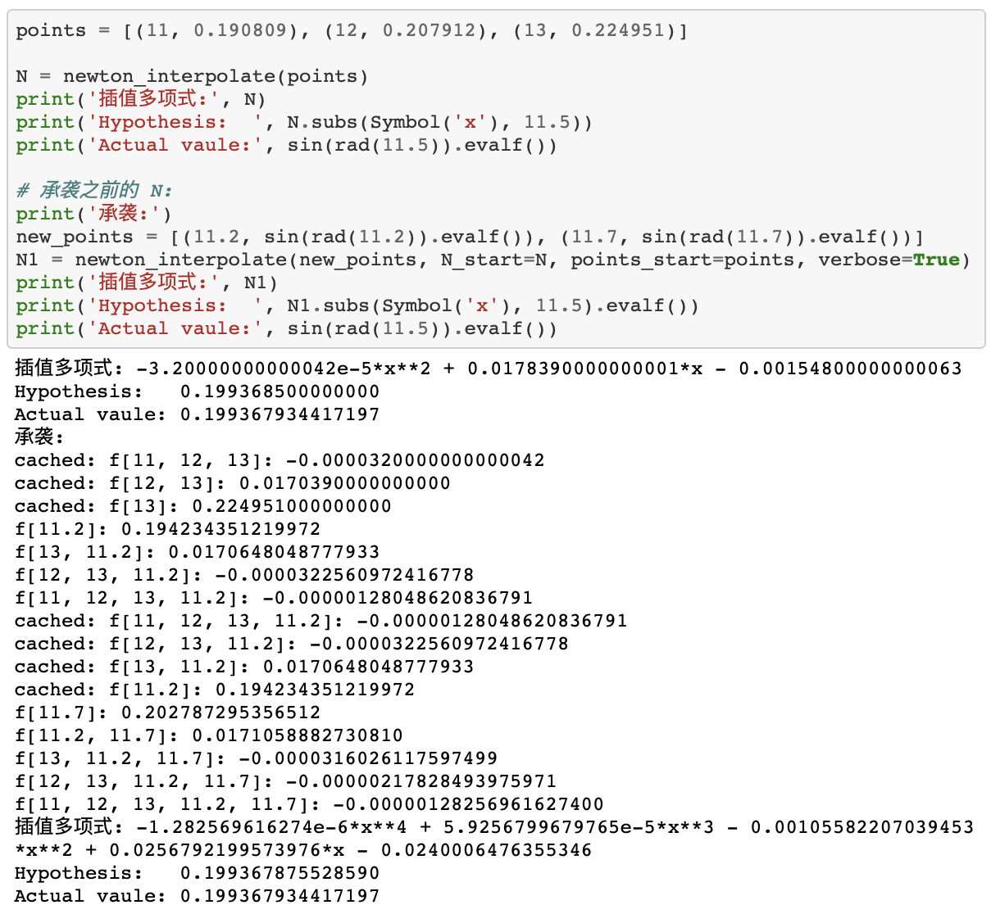 points = [(11, 0.190809), (12, 0.207912), (13, 0.224951)]
N = newton_interpolate(points)
print('插值多项式:', N)
print('Hypothesis:  ', N.subs(Symbol('x'), 11.5))
print('Actual vaule:', sin(rad(11.5)).evalf())
# 承袭之前的 N:
print('承袭:')
new_points = [(11.2, sin(rad(11.2)).evalf()), (11.7, sin(rad(11.7)).evalf())]
N1 = newton_interpolate(new_points, N_start=N, points_start=points, verbose=True)
print('插值多项式:', N1)
print('Hypothesis:  ', N1.subs(Symbol('x'), 11.5).evalf())
print('Actual vaule:', sin(rad(11.5)).evalf())
插值多项式: -3.20000000000042e-5*x**2 + 0.0178390000000001*x - 0.00154800000000063
Hypothesis:   0.199368500000000
Actual vaule: 0.199367934417197
承袭:
cached: f[11, 12, 13]: -0.0000320000000000042
cached: f[12, 13]: 0.0170390000000000
cached: f[13]: 0.224951000000000
f[11.2]: 0.194234351219972
f[13, 11.2]: 0.0170648048777933
f[12, 13, 11.2]: -0.0000322560972416778
f[11, 12, 13, 11.2]: -0.00000128048620836791
cached: f[11, 12, 13, 11.2]: -0.00000128048620836791
cached: f[12, 13, 11.2]: -0.0000322560972416778
cached: f[13, 11.2]: 0.0170648048777933
cached: f[11.2]: 0.194234351219972
f[11.7]: 0.202787295356512
f[11.2, 11.7]: 0.0171058882730810
f[13, 11.2, 11.7]: -0.0000316026117597499
f[12, 13, 11.2, 11.7]: -0.00000217828493975971
f[11, 12, 13, 11.2, 11.7]: -0.00000128256961627400
插值多项式: -1.282569616274e-6*x**4 + 5.9256799679765e-5*x**3 - 0.00105582207039453
*x**2 + 0.0256792199573976*x - 0.0240006476355346
Hypothesis:   0.199367875528590
Actual vaule: 0.199367934417197